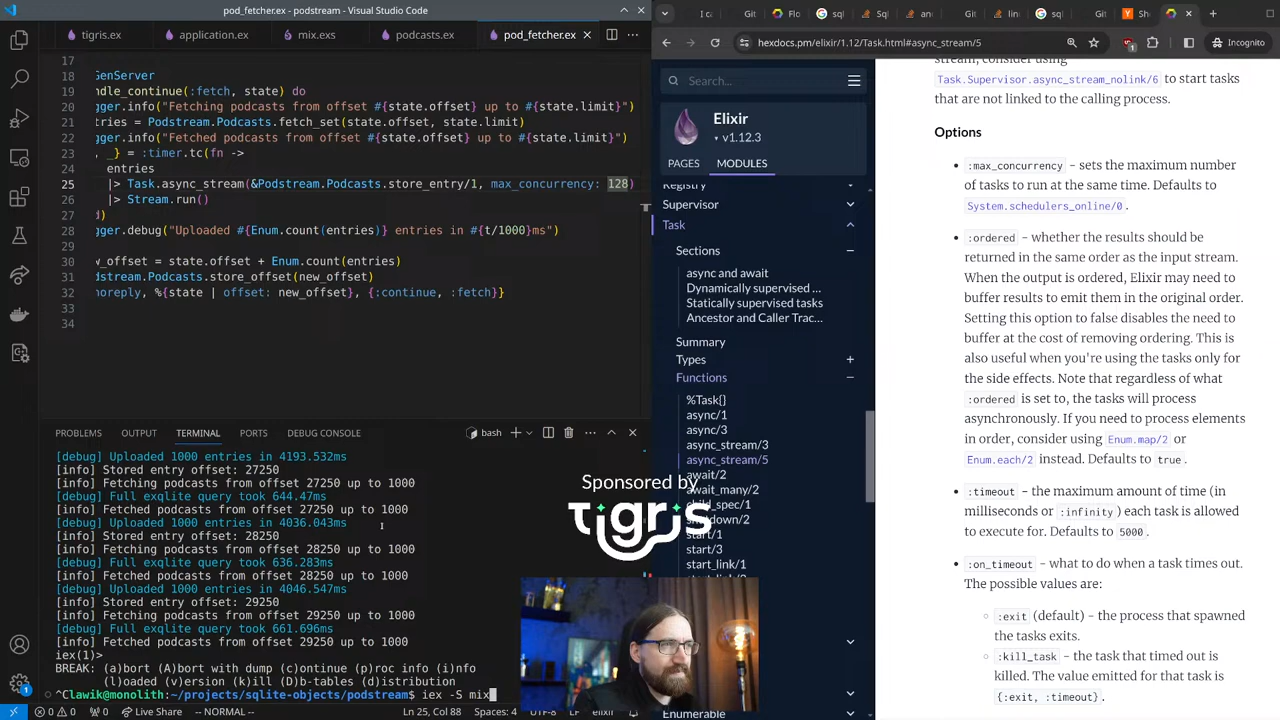 pod_fetcher.ex - podstream - Visual Studio Code
tigris.ex
application.ex
mix.exs
podcasts.ex
pod_fetcher.ex
17
18 GenServer
19 ndle_continue(:fetch, state) do
20 gger.info("Fetching podcasts from offset #{state.offset} up to #{state.limit}")
21 tries = Podstream.Podcasts.fetch_set(state.offset, state.limit)
22 gger.info("Fetched podcasts from offset #{state.offset} up to #{state.limit}")
23 , _} = :timer.tc(fn ->
24 entries
25 |> Task.async_stream(&Podstream.Podcasts.store_entry/1, max_concurrency: 128)
26 |> Stream.run()
27 d)
28 gger.debug("Uploaded #{Enum.count(entries)} entries in #{t/1000}ms")
29
30 w_offset = state.offset + Enum.count(entries)
31 dstream.Podcasts.store_offset(new_offset)
32 noreply, %{state | offset: new_offset}, {:continue, :fetch}}
33
34
PROBLEMS OUTPUT TERMINAL PORTS DEBUG CONSOLE
bash
[debug] Uploaded 1000 entries in 4193.532ms
[info] Stored entry offset: 27250
[info] Fetching podcasts from offset 27250 up to 1000
[debug] Full exqlite query took 644.47ms
[info] Fetched podcasts from offset 27250 up to 1000
[debug] Uploaded 1000 entries in 4036.043ms
[info] Stored entry offset: 28250
[info] Fetching podcasts from offset 28250 up to 1000
[debug] Full exqlite query took 636.283ms
[info] Fetched podcasts from offset 28250 up to 1000
[debug] Uploaded 1000 entries in 4046.547ms
[info] Stored entry offset: 29250
[info] Fetching podcasts from offset 29250 up to 1000
[debug] Full exqlite query took 661.696ms
[info] Fetched podcasts from offset 29250 up to 1000
iex(1)>
BREAK: (a)bort (A)bort with dump (c)ontinue (p)roc info (i)nfo
(l)oaded (v)ersion (k)ill (D)b-tables (d)istribution
^Clawik@monolith:~/projects/sqlite-objects/podstream$ iex -S mix
Sponsored by
tigris
0 0
0
Live Share
-- NORMAL --
Ln 25, Col 88
Spaces: 4
UTF-8
LF
elixir
I ca
Git
Flo
sql
Sql
and
Git
lin
sql
Git
Sho
hexdocs.pm/elixir/1.12/Task.html#async_stream/5
Incognito
Search...
Elixir
v1.12.3
PAGES MODULES
Registry
Supervisor
Task
Sections
async and await
Dynamically supervised ...
Statically supervised tasks
Ancestor and Caller Trac...
Summary
Types
Functions
%Task{}
async/1
async/3
async_stream/3
async_stream/5
await/2
await_many/2
child_spec/1
shutdown/2
start/1
start/3
start_link/1
Enumerable
stream, consider using
Task.Supervisor.async_stream_nolink/6 to start tasks
that are not linked to the calling process.
Options
:max_concurrency - sets the maximum number
of tasks to run at the same time. Defaults to
System.schedulers_online/0.
:ordered - whether the results should be
returned in the same order as the input stream.
When the output is ordered, Elixir may need to
buffer results to emit them in the original order.
Setting this option to false disables the need to
buffer at the cost of removing ordering. This is
also useful when you're using the tasks only for
the side effects. Note that regardless of what
:ordered is set to, the tasks will process
asynchronously. If you need to process elements
in order, consider using Enum.map/2 or
Enum.each/2 instead. Defaults to true.
:timeout - the maximum amount of time (in
milliseconds or :infinity) each task is allowed
to execute for. Defaults to 5000.
:on_timeout - what to do when a task times out.
The possible values are:
:exit (default) - the process that spawned
the tasks exits.
:kill_task - the task that timed out is
killed. The value emitted for that task is
{:exit, :timeout}.